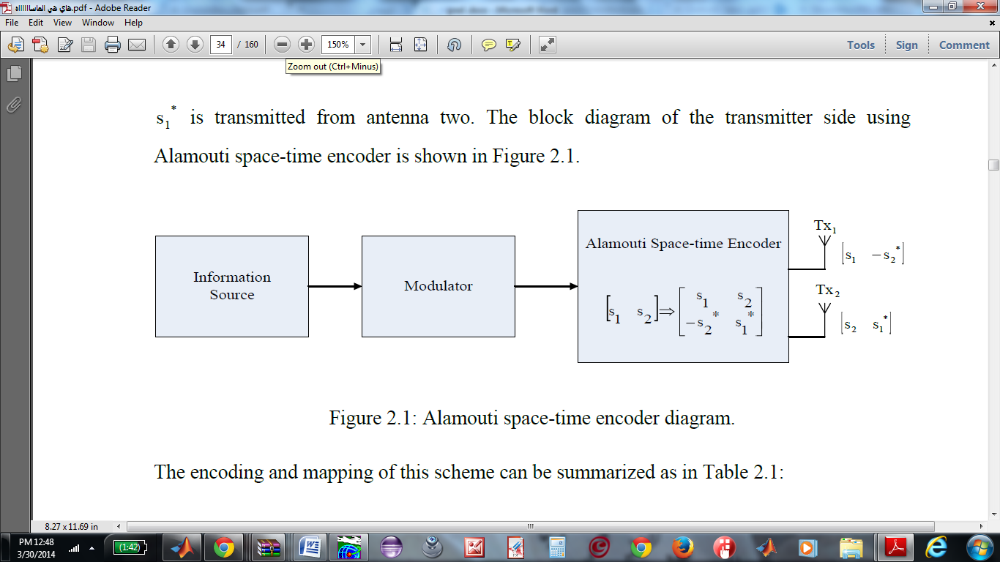 هاي هي الماساااااه.pdf - Adobe Reader
File Edit View Window Help
34 / 160 150% Tools Sign Comment
Zoom out (Ctrl+Minus)
s₁* is transmitted from antenna two. The block diagram of the transmitter side using
Alamouti space-time encoder is shown in Figure 2.1.
Information
Source
Modulator
Alamouti Space-time Encoder
[s₁ s₂] ⇒ [s₁ s₂
−s₂* s₁*]
Tx₁
[s₁ −s₂*]
Tx₂
[s₂ s₁*]
Figure 2.1: Alamouti space-time encoder diagram.
The encoding and mapping of this scheme can be summarized as in Table 2.1:
8.27 x 11.69 in
PM 12:48
3/30/2014
(1:42)